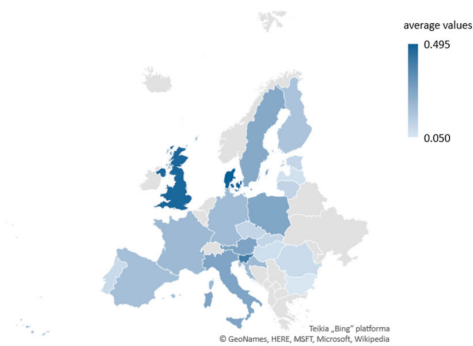 average values
0.495
0.050
Teikia „Bing” platforma
© GeoNames, HERE, MSFT, Microsoft, Wikipedia